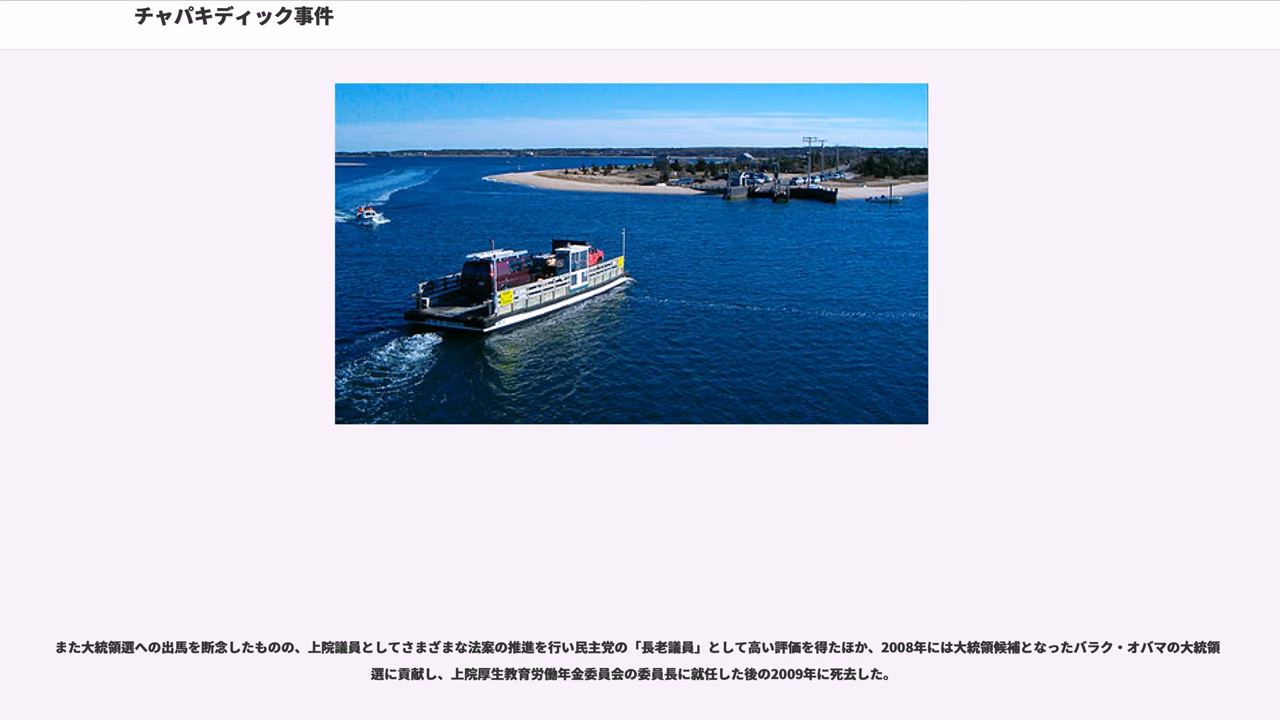 チャパキディック事件
また大統領選への出馬を断念したものの、上院議員としてさまざまな法案の推進を行い民主党の「長老議員」として高い評価を得たほか、2008年には大統領候補となったバラク・オバマの大統領
選に貢献し、上院厚生教育労働年金委員会の委員長に就任した後の2009年に死去した。